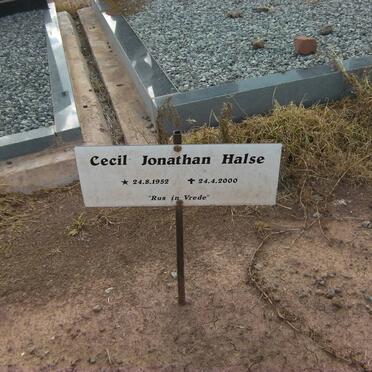 Cecil Jonathan Halse
★ 24.8.1952 ✝ 24.4.2000
"Rus in Vrede"